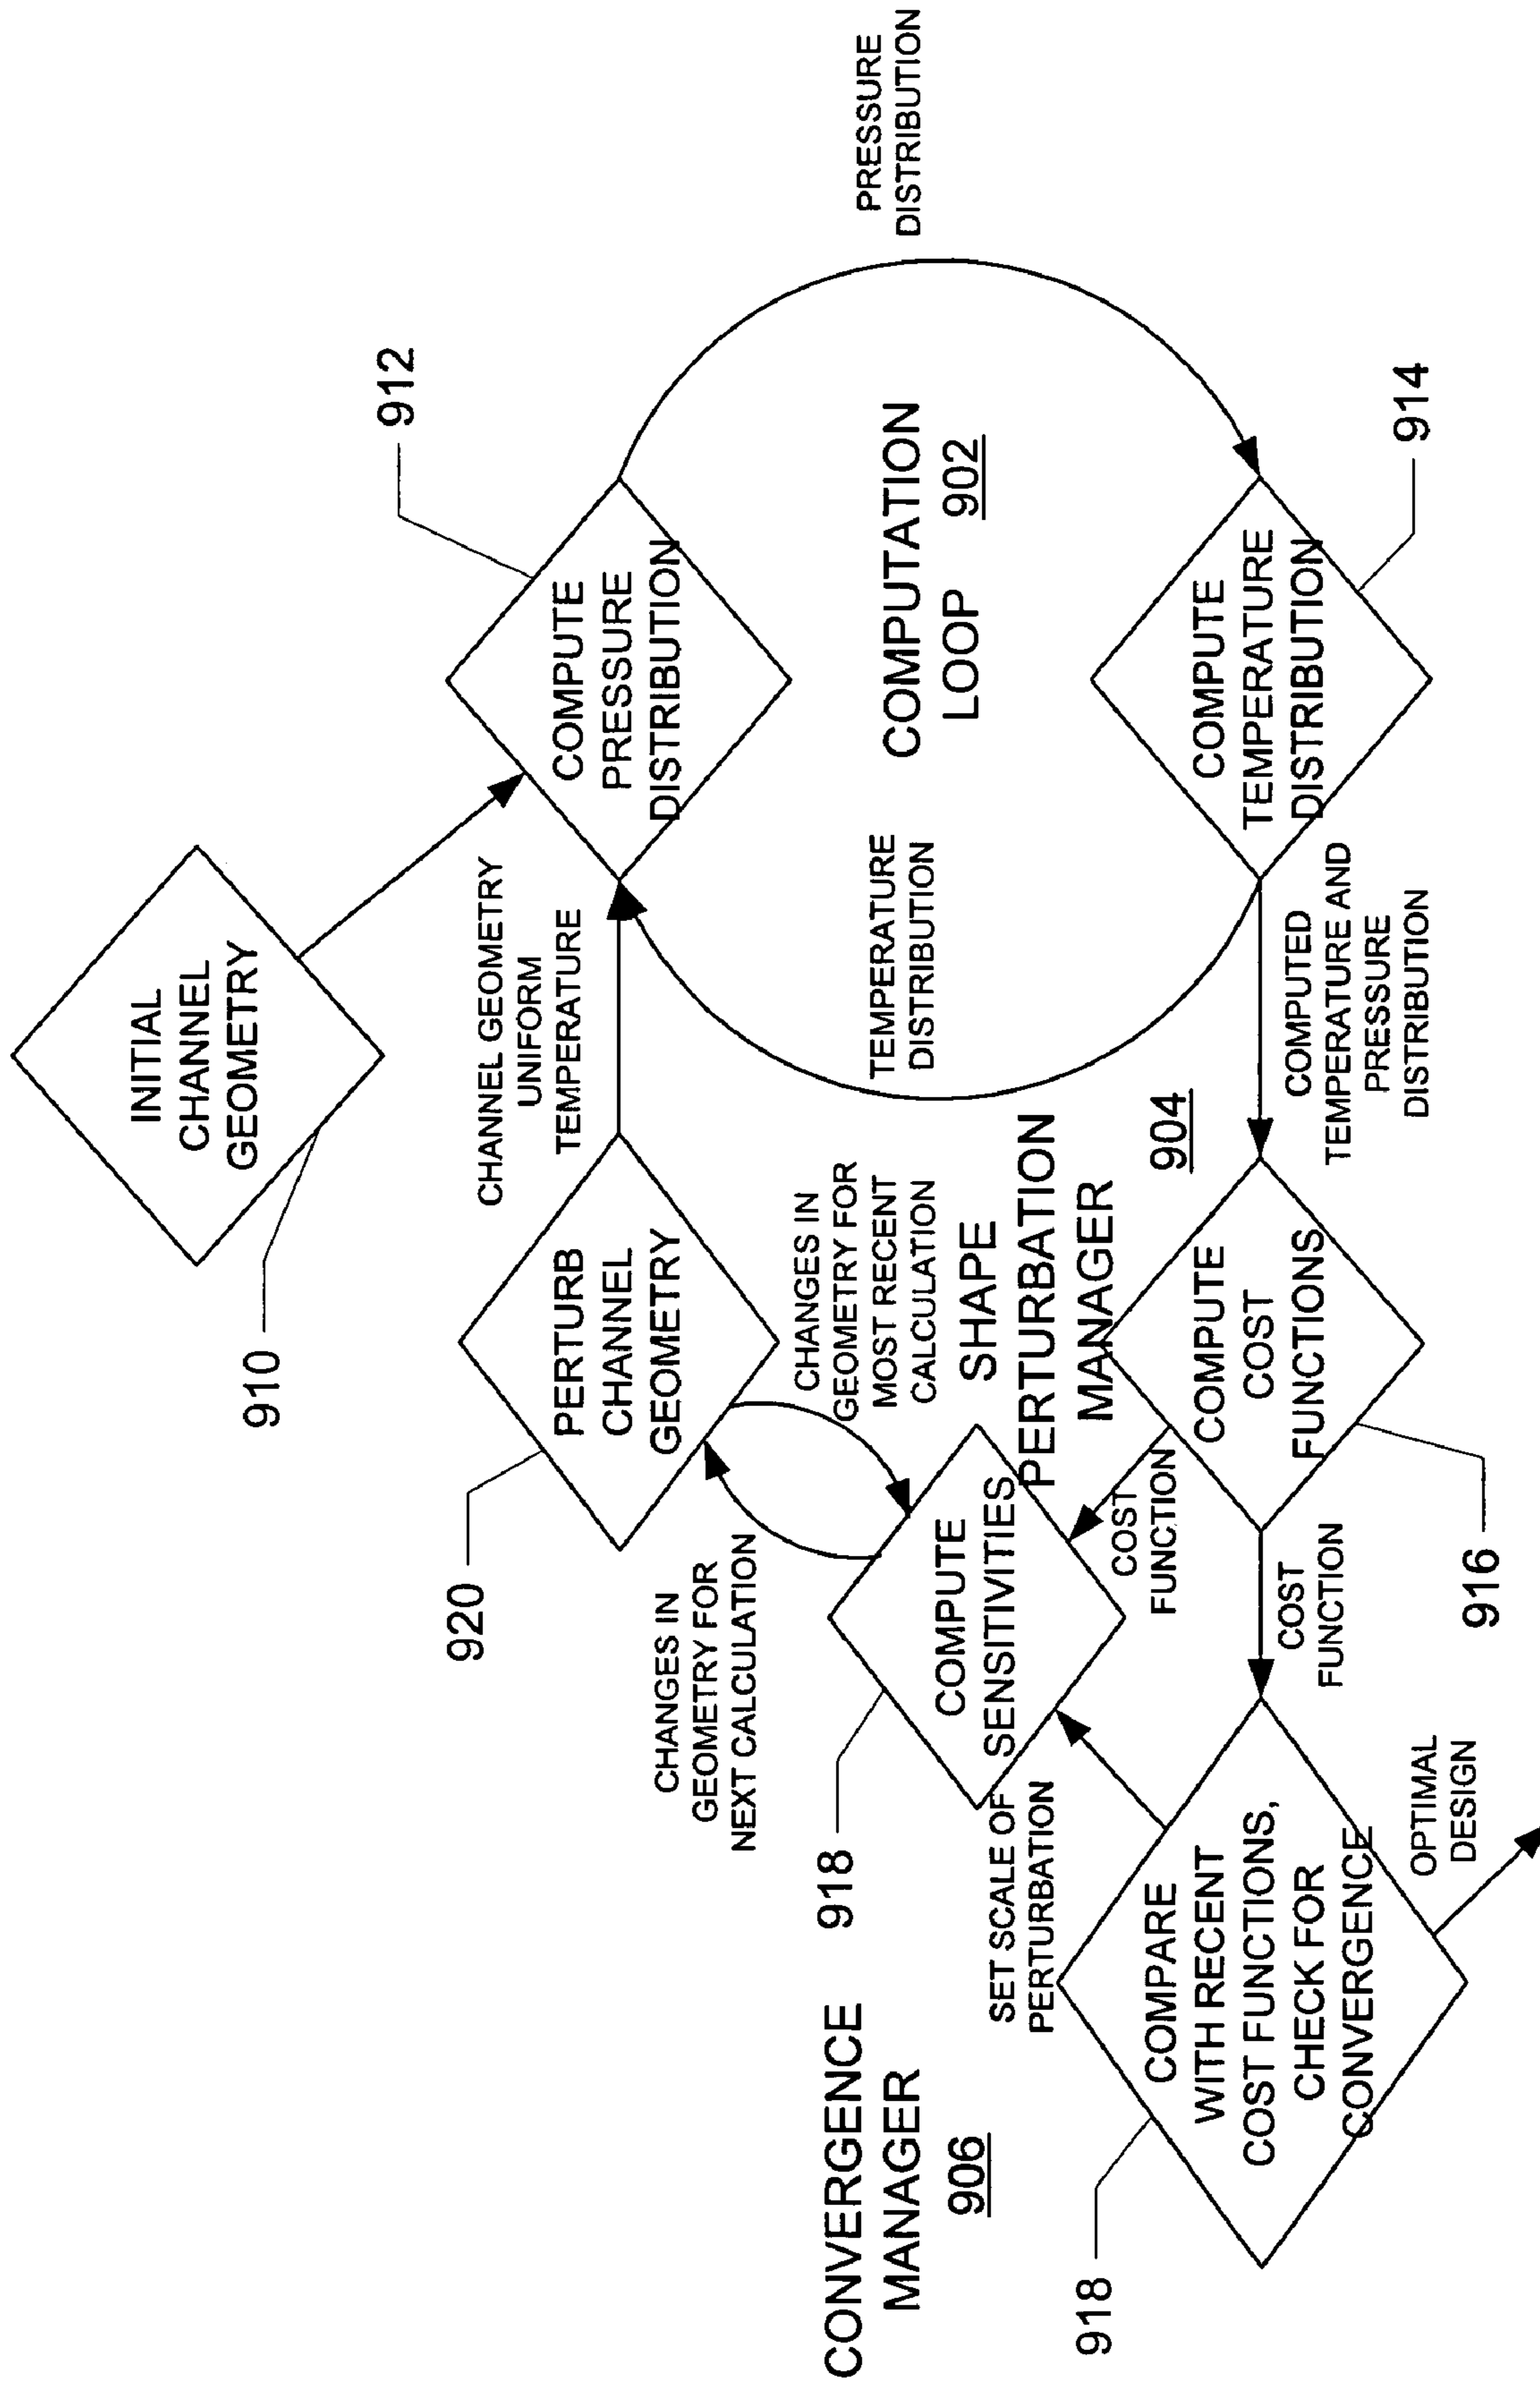 INITIAL
CHANNEL
GEOMETRY
910
912
COMPUTE
PRESSURE
DISTRIBUTION
PRESSURE
DISTRIBUTION
CHANNEL GEOMETRY
UNIFORM
TEMPERATURE
920
PERTURB
CHANNEL
GEOMETRY
COMPUTATION
LOOP 902
TEMPERATURE
DISTRIBUTION
CHANGES IN
GEOMETRY FOR
MOST RECENT
CALCULATION
CHANGES IN
GEOMETRY FOR
NEXT CALCULATION
SHAPE
PERTURBATION
MANAGER
904
CONVERGENCE
MANAGER
906
918
COMPUTE
SENSITIVITIES
SET SCALE OF
PERTURBATION
COST
FUNCTION
COMPUTE
TEMPERATURE
DISTRIBUTION
914
COMPUTED
TEMPERATURE AND
PRESSURE
DISTRIBUTION
COMPUTE
COST
FUNCTIONS
916
COST
FUNCTION
918
COMPARE
WITH RECENT
COST FUNCTIONS,
CHECK FOR
CONVERGENCE
OPTIMAL
DESIGN